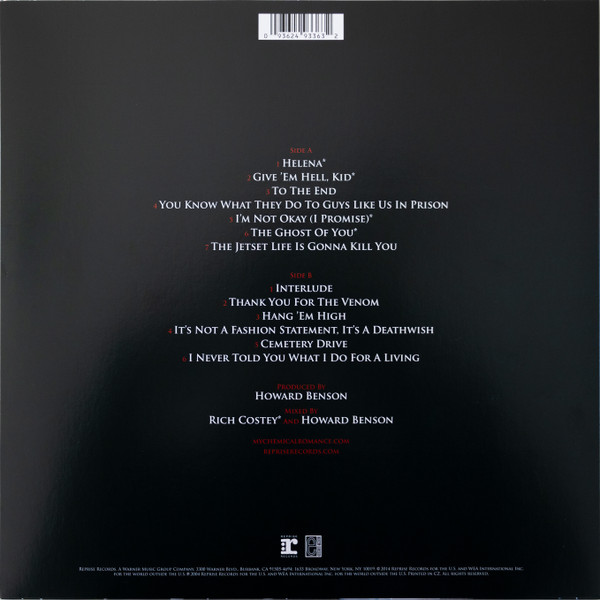 0 93624 93363 2
Side A
1 Helena*
2 Give 'Em Hell, Kid*
3 To The End
4 You Know What They Do To Guys Like Us In Prison
5 I'm Not Okay (I Promise)*
6 The Ghost Of You*
7 The Jetset Life Is Gonna Kill You
Side B
1 Interlude
2 Thank You For The Venom
3 Hang 'Em High
4 It's Not A Fashion Statement, It's A Deathwish
5 Cemetery Drive
6 I Never Told You What I Do For A Living
Produced By
Howard Benson
Mixed By
Rich Costey* And Howard Benson
mychemicalromance.com
repriserecords.com
Reprise
r
Records
Reprise Records, A Warner Music Group Company, 3300 Warner Blvd., Burbank, CA 91505-4694. 1633 Broadway, New York, NY 10019. © 2014 Reprise Records for the U.S. and WEA International Inc.
for the world outside the U.S. ℗ 2004 Reprise Records for the U.S. and WEA International Inc. for the world outside the U.S. Printed in CZ. All rights reserved.